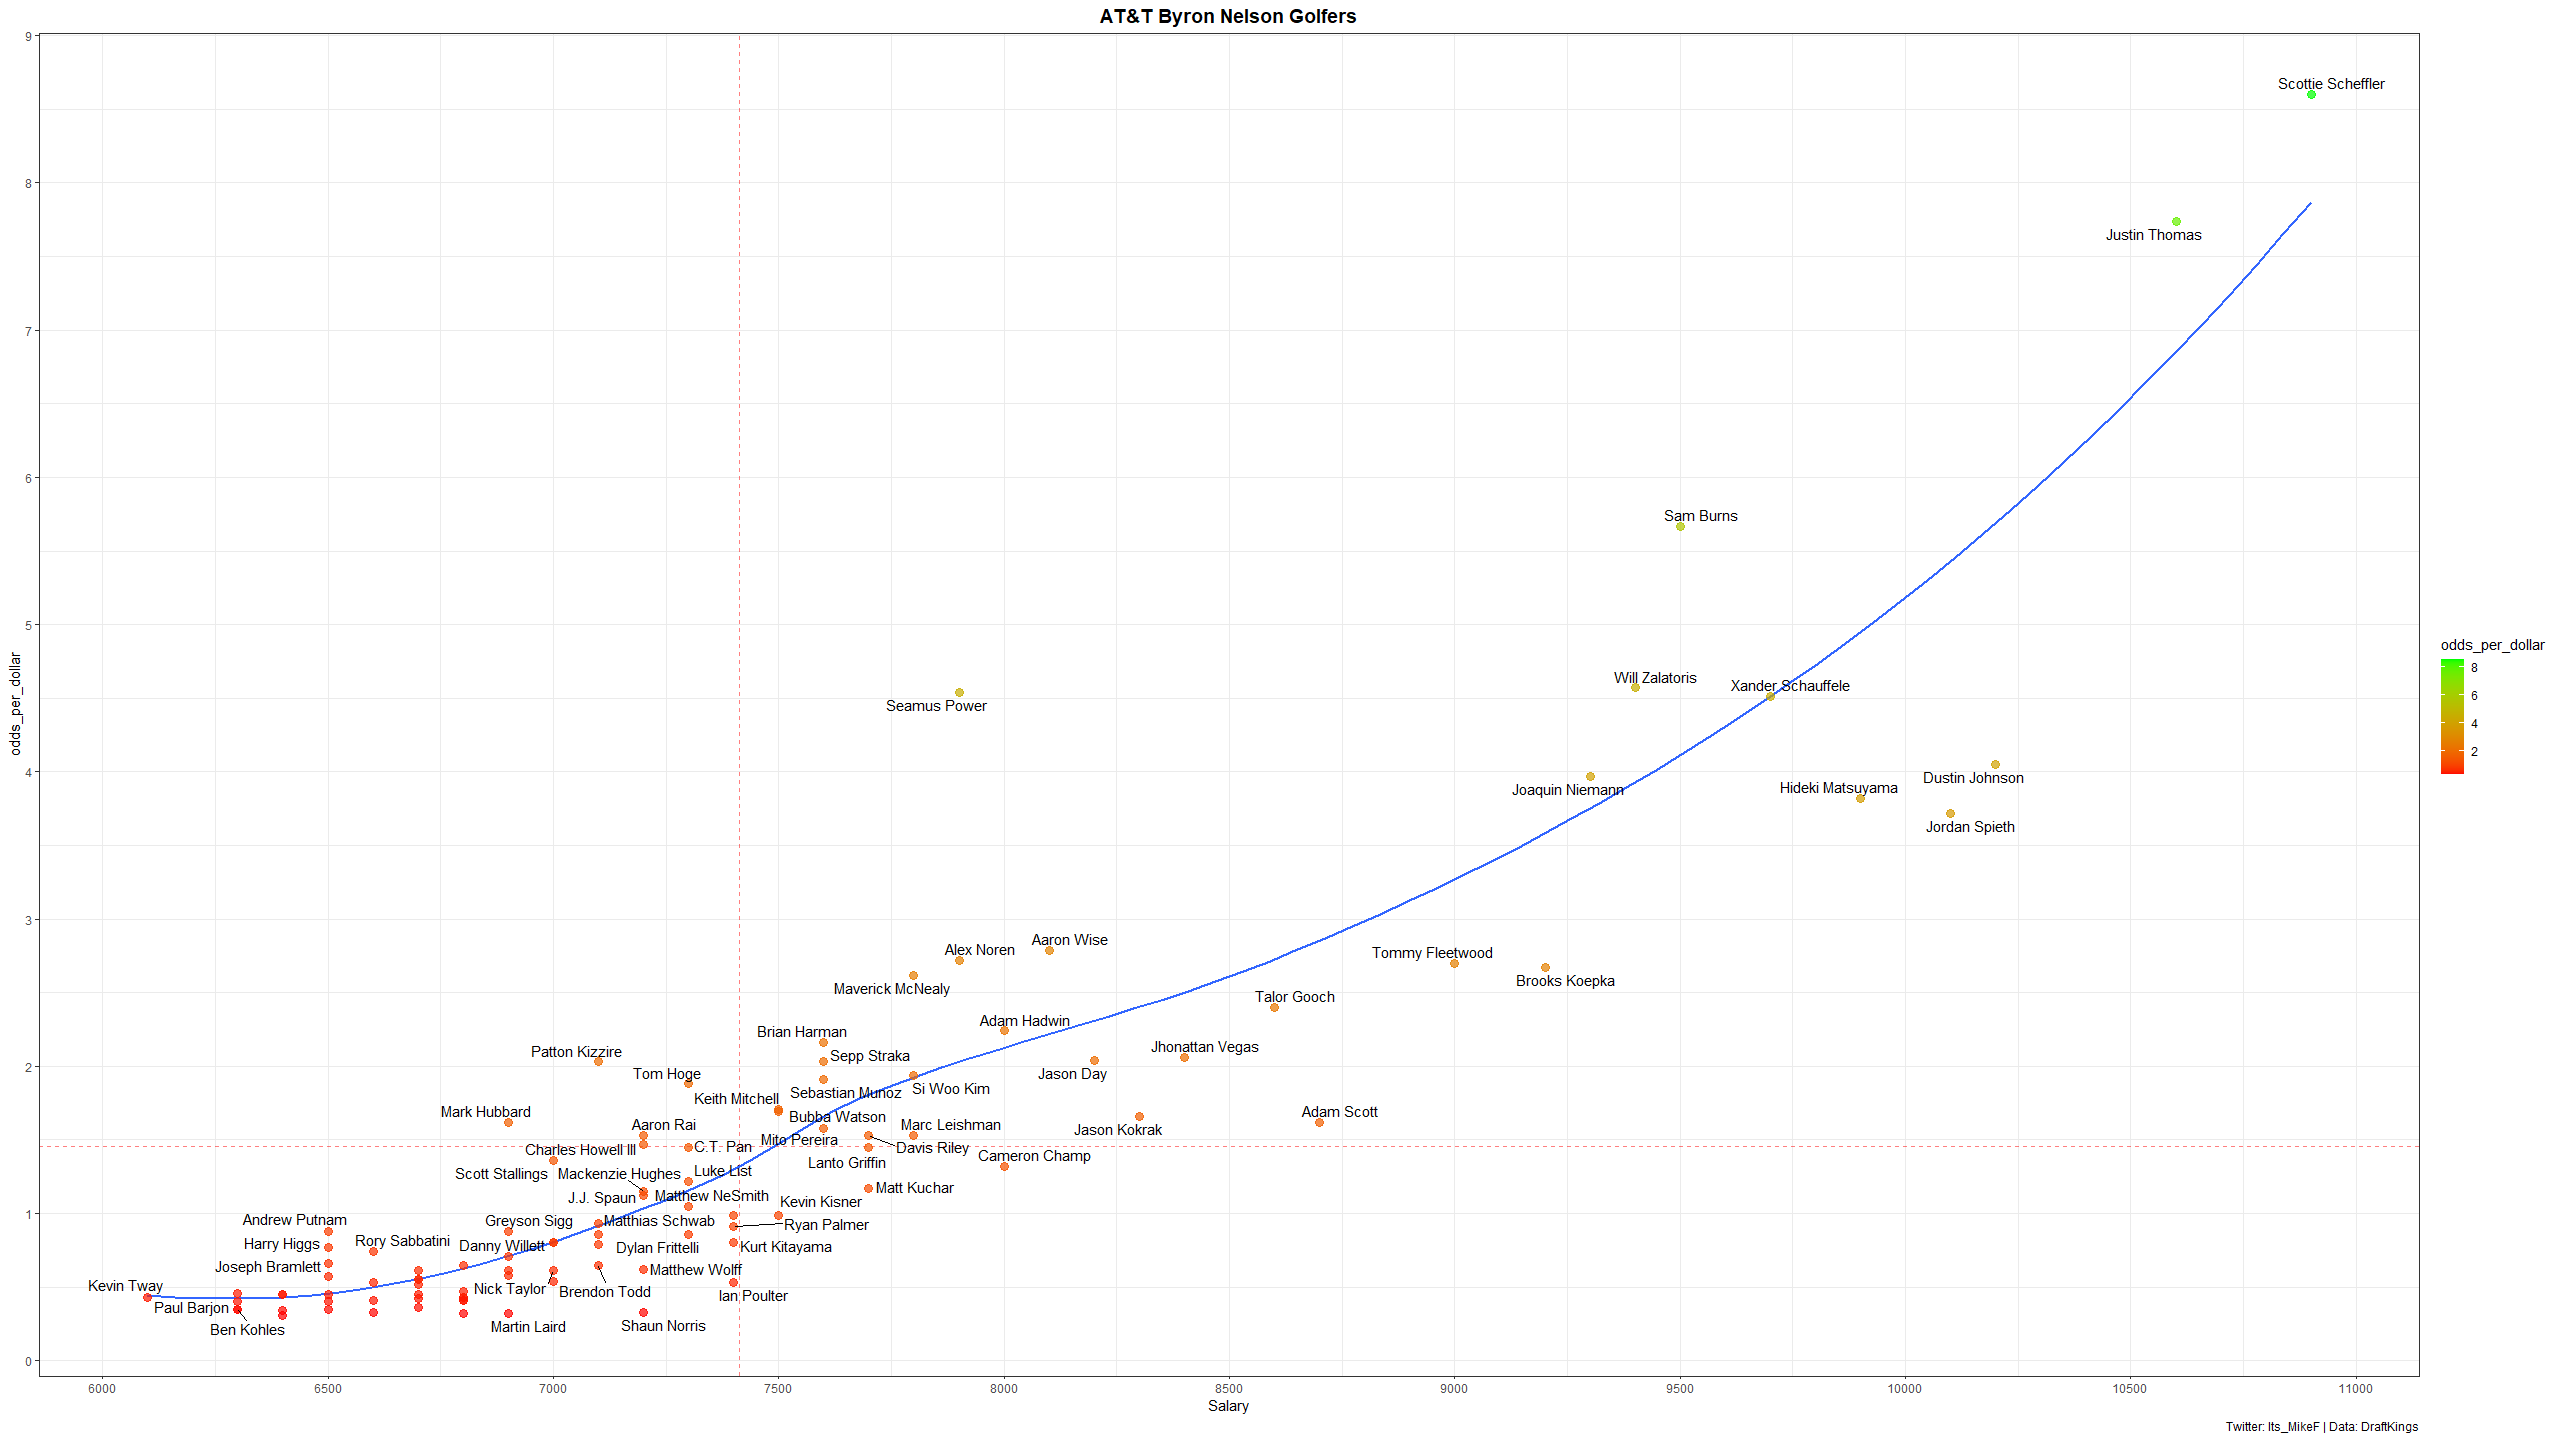 AT&T Byron Nelson Golfers
9
8
7
6
5
4
3
2
1
0
odds_per_dollar
Scottie Scheffler
Justin Thomas
Sam Burns
Will Zalatoris
Xander Schauffele
Seamus Power
Joaquin Niemann
Hideki Matsuyama
Dustin Johnson
Jordan Spieth
Alex Noren
Aaron Wise
Maverick McNealy
Tommy Fleetwood
Brooks Koepka
Talor Gooch
Adam Hadwin
Brian Harman
Sepp Straka
Patton Kizzire
Jhonattan Vegas
Tom Hoge
Jason Day
Sebastian Munoz
Si Woo Kim
Keith Mitchell
Mark Hubbard
Bubba Watson
Adam Scott
Aaron Rai
Marc Leishman
Jason Kokrak
Mito Pereira
Charles Howell III
C.T. Pan
Davis Riley
Cameron Champ
Lanto Griffin
Scott Stallings
Mackenzie Hughes
Luke List
Matt Kuchar
J.J. Spaun
Matthew NeSmith
Kevin Kisner
Andrew Putnam
Greyson Sigg
Matthias Schwab
Ryan Palmer
Harry Higgs
Rory Sabbatini
Danny Willett
Dylan Frittelli
Kurt Kitayama
Joseph Bramlett
Matthew Wolff
Kevin Tway
Nick Taylor
Brendon Todd
Ian Poulter
Paul Barjon
Ben Kohles
Martin Laird
Shaun Norris
odds_per_dollar
8
6
4
2
6000
6500
7000
7500
8000
8500
9000
9500
10000
10500
11000
Salary
Twitter: Its_MikeF | Data: DraftKings